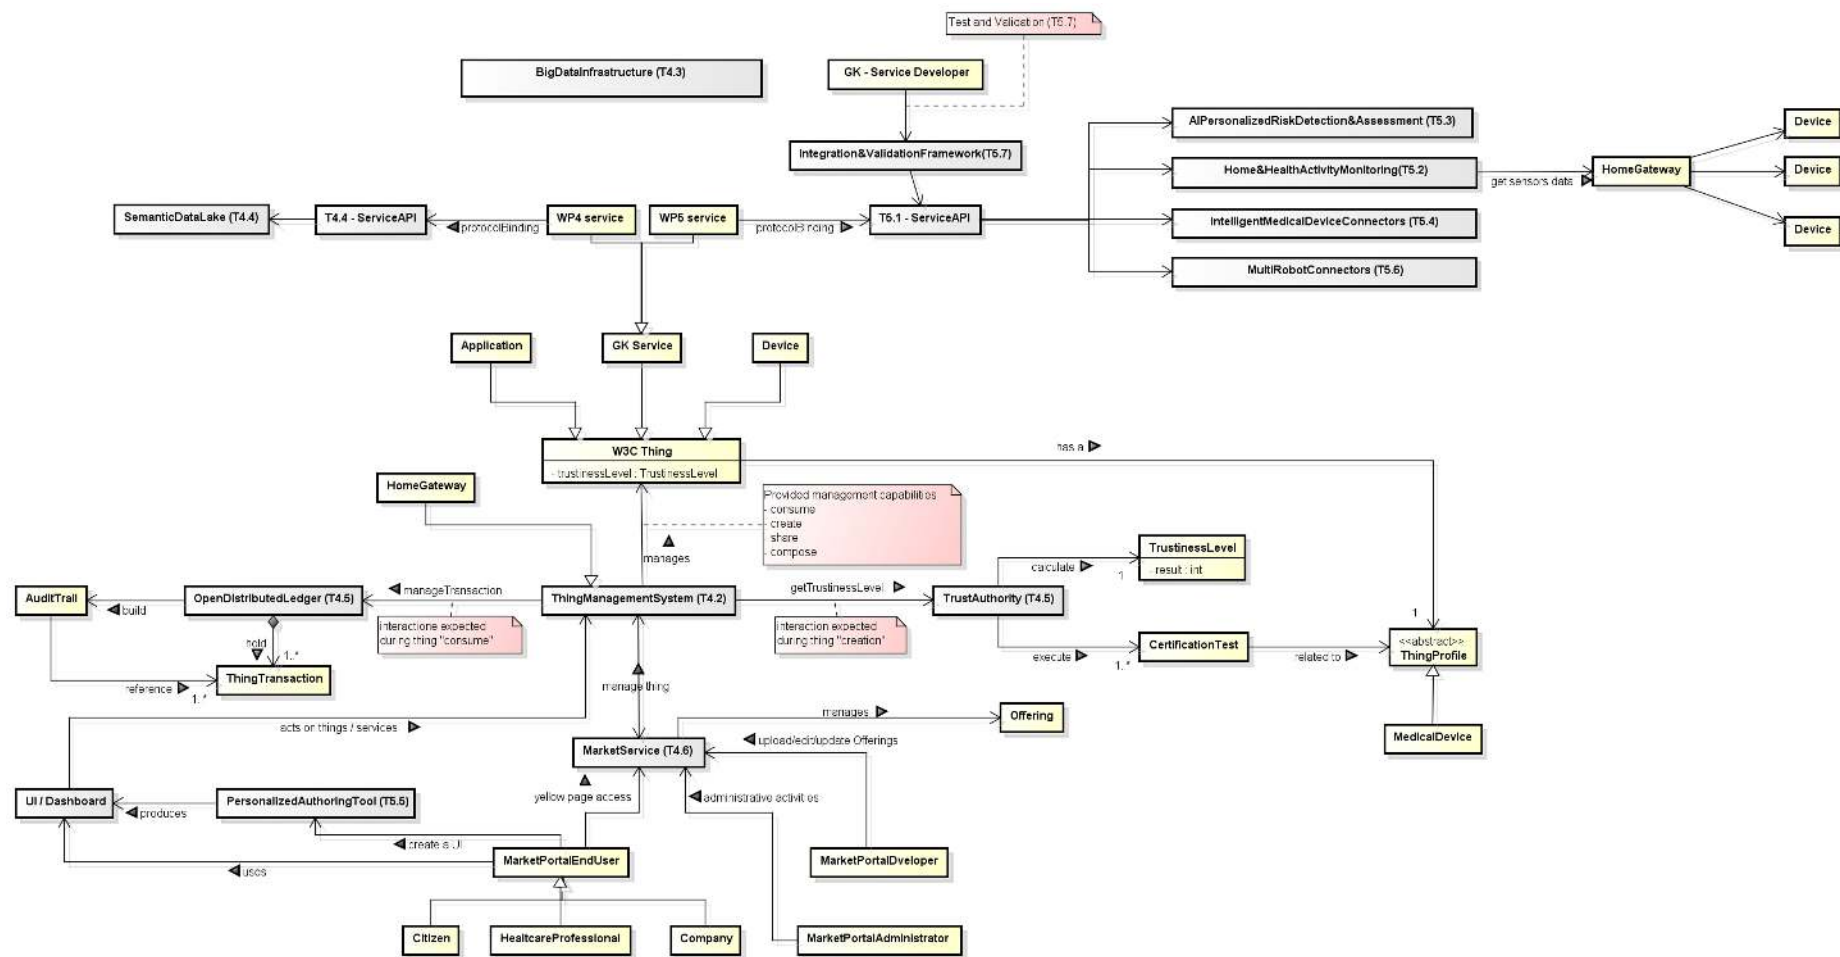 Test and Validation (T5.7)
BigDataInfrastructure (T4.3)
GK - Service Developer
AIPersonalizedRiskDetection&Assessment (T5.3)
Device
Integration&ValidationFramework(T5.7)
Home&HealthActivityMonitoring(T5.2)
get sensors data
HomeGateway
Device
SemanticDataLake (T4.4)
T4.4 - ServiceAPI
protocolBinding
WP4 service
WP5 service
protocolBinding
T5.1 - ServiceAPI
IntelligentMedicalDeviceConnectors (T5.4)
Device
MultiRobotConnectors (T5.6)
Application
GK Service
Device
W3C Thing
- trustinessLevel : TrustinessLevel
has a
HomeGateway
Provided management capabilities
- consume
- create
- share
- compose
manages
TrustinessLevel
- result : int
calculate
1
AuditTrail
build
OpenDistributedLedger (T4.5)
manageTransaction
ThingManagementSystem (T4.2)
getTrustinessLevel
TrustAuthority (T4.5)
interactione expected
during thing "consume"
interaction expected
during thing "creation"
hold
1..*
execute
1..*
CertificationTest
related to
1
<<abstract>>
ThingProfile
reference
1..*
ThingTransaction
manage thing
acts on things / services
manages
Offering
MarketService (T4.6)
upload/edit/update Offerings
MedicalDevice
UI / Dashboard
produces
PersonalizedAuthoringTool (T5.5)
yellow page access
administrative activities
create a UI
uses
MarketPortalEndUser
MarketPortalDveloper
Citizen
HealtcareProfessional
Company
MarketPortalAdministrator